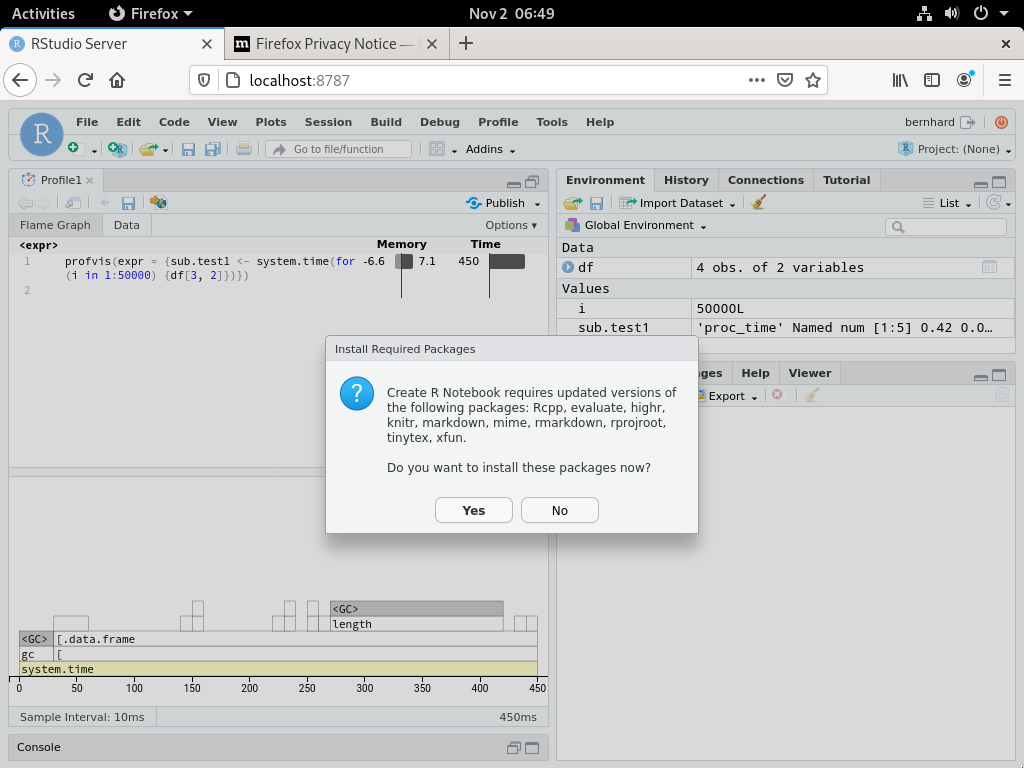 Activities Firefox Nov 2 06:49
RStudio Server Firefox Privacy Notice —
localhost:8787
R File Edit Code View Plots Session Build Debug Profile Tools Help bernhard
Go to file/function Addins Project: (None)
Profile1
Publish
Flame Graph Data Options
<expr> Memory Time
1 profvis(expr = {sub.test1 <- system.time(for -6.6 7.1 450
(i in 1:50000) {df[3, 2]})})
2
Environment History Connections Tutorial
Import Dataset List
Global Environment
Data
df 4 obs. of 2 variables
Values
i 50000L
sub.test1 'proc_time' Named num [1:5] 0.42 0.0…
ges Help Viewer
Export
Install Required Packages
? Create R Notebook requires updated versions of
the following packages: Rcpp, evaluate, highr,
knitr, markdown, mime, rmarkdown, rprojroot,
tinytex, xfun.
Do you want to install these packages now?
Yes No
<GC>
length
<GC> [.data.frame
gc [
system.time
0 50 100 150 200 250 300 350 400 450
Sample Interval: 10ms 450ms
Console